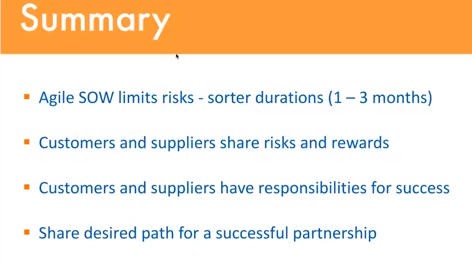 Summary
Agile SOW limits risks - sorter durations (1 – 3 months)
Customers and suppliers share risks and rewards
Customers and suppliers have responsibilities for success
Share desired path for a successful partnership